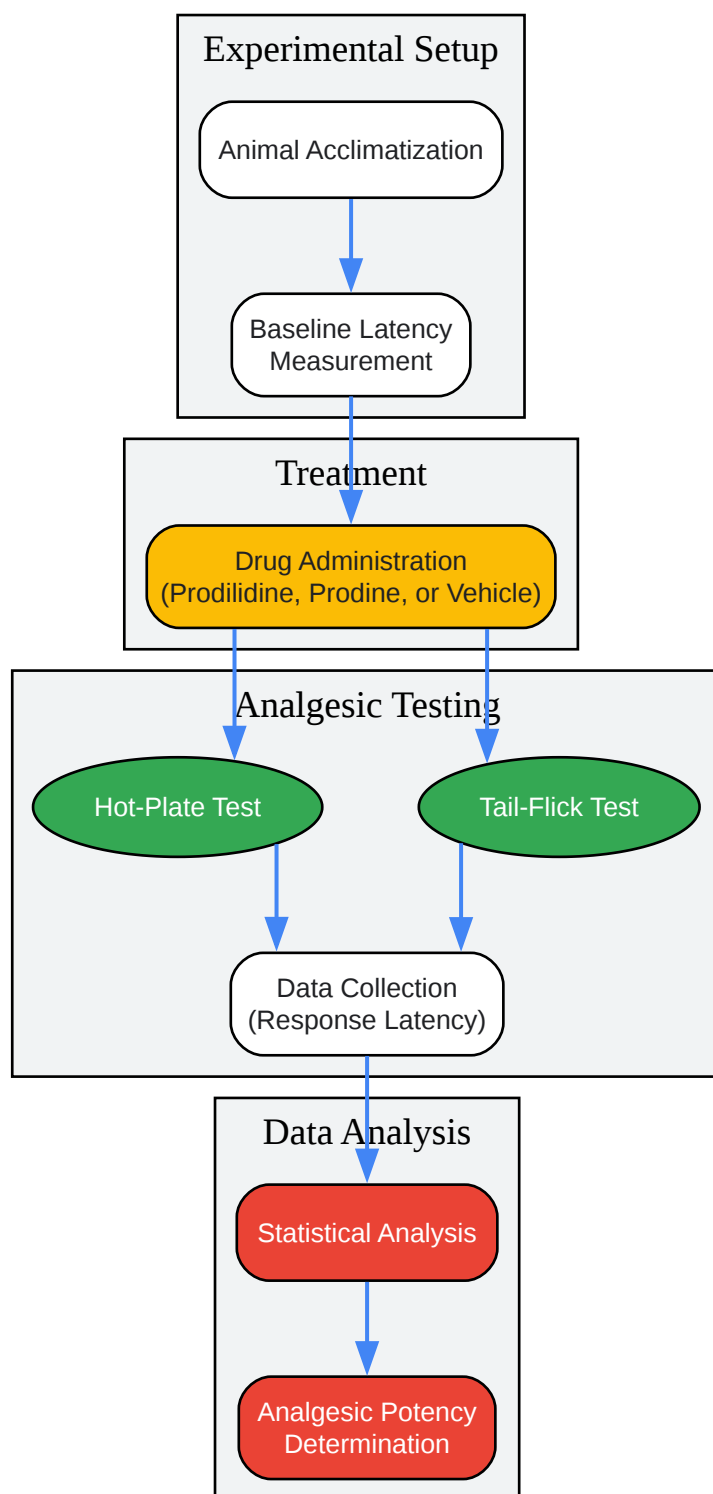 Experimental Setup
Animal Acclimatization
Baseline Latency
Measurement
Treatment
Drug Administration
(Prodilidine, Prodine, or Vehicle)
Analgesic Testing
Hot-Plate Test
Tail-Flick Test
Data Collection
(Response Latency)
Data Analysis
Statistical Analysis
Analgesic Potency
Determination